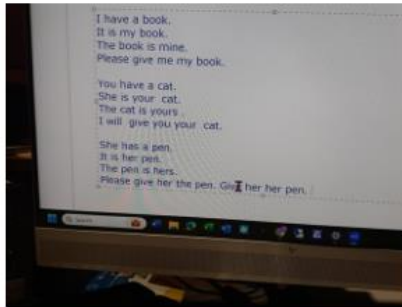 I have a book.
It is my book.
The book is mine.
Please give me my book.
You have a cat.
She is your cat.
The cat is yours.
I will give you your cat.
She has a pen.
It is her pen.
The pen is hers.
Please give her the pen. Give her her pen.
Search